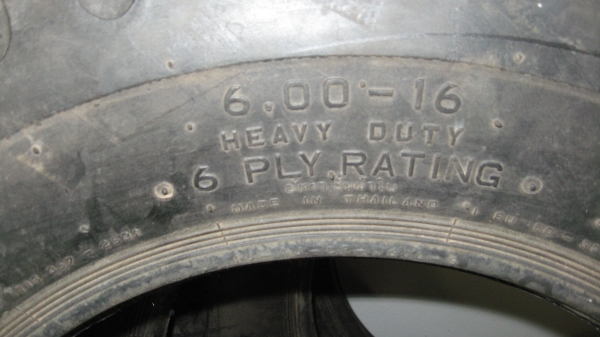 6.00-16
HEAVY DUTY
6 PLY RATING
MADE IN THAILAND